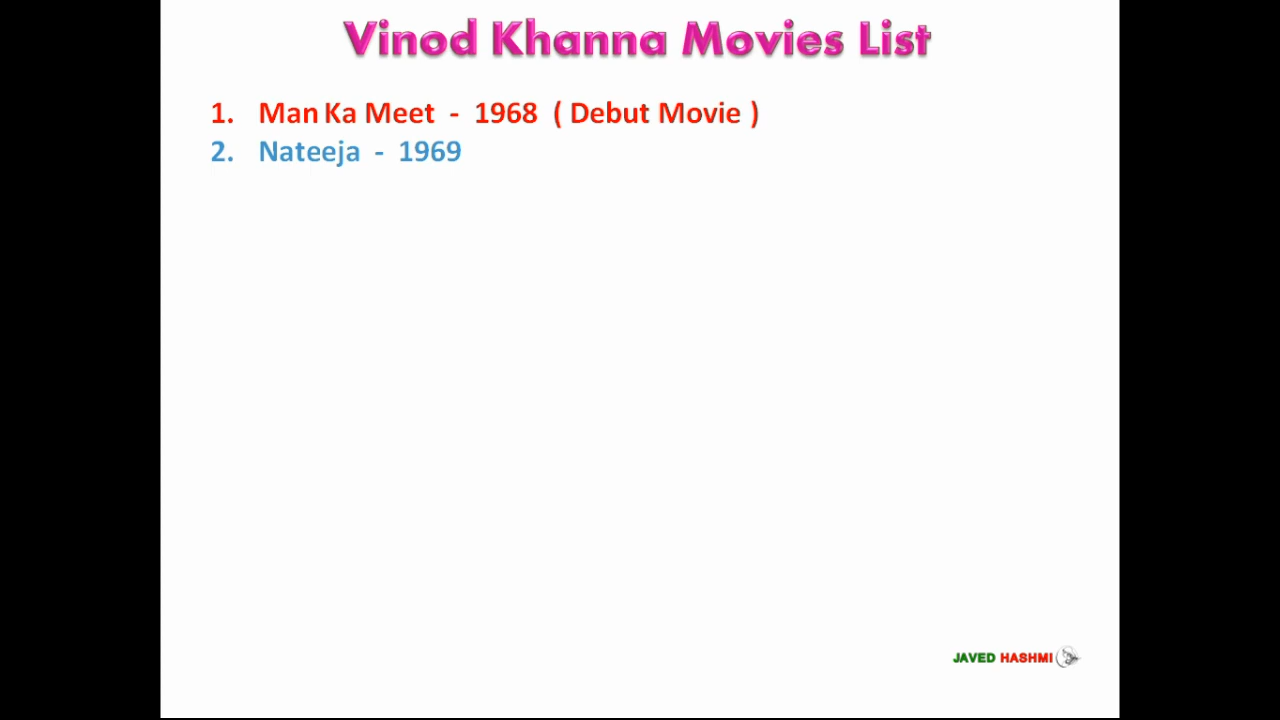 Vinod Khanna Movies List
1. Man Ka Meet - 1968 ( Debut Movie )
2. Nateeja - 1969
JAVED HASHMI